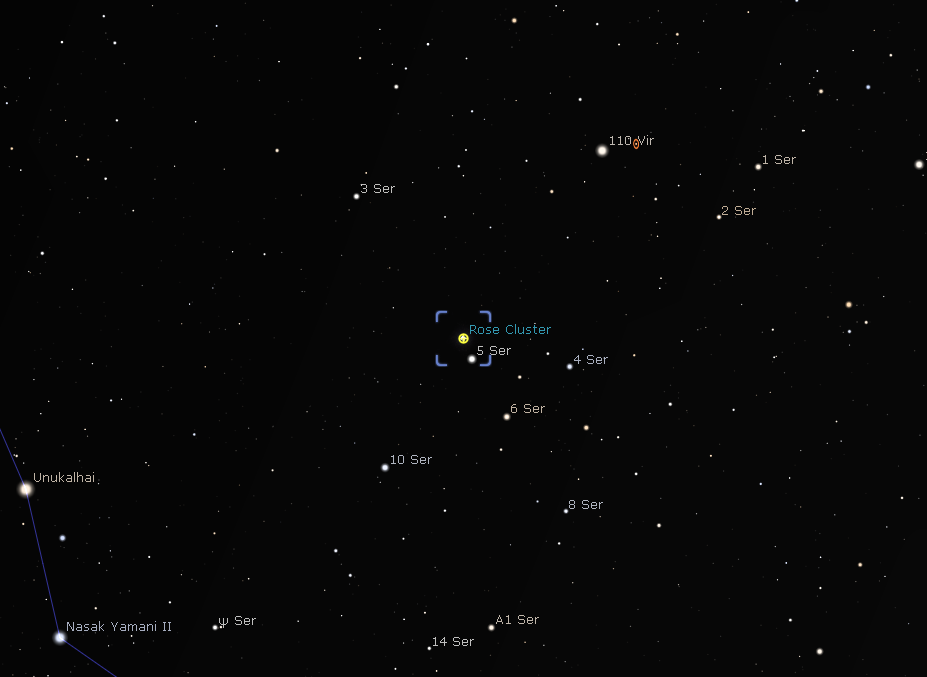 110 Vir
1 Ser
3 Ser
2 Ser
Rose Cluster
5 Ser
4 Ser
6 Ser
10 Ser
Unukalhai
8 Ser
ψ Ser
A1 Ser
Nasak Yamani II
14 Ser